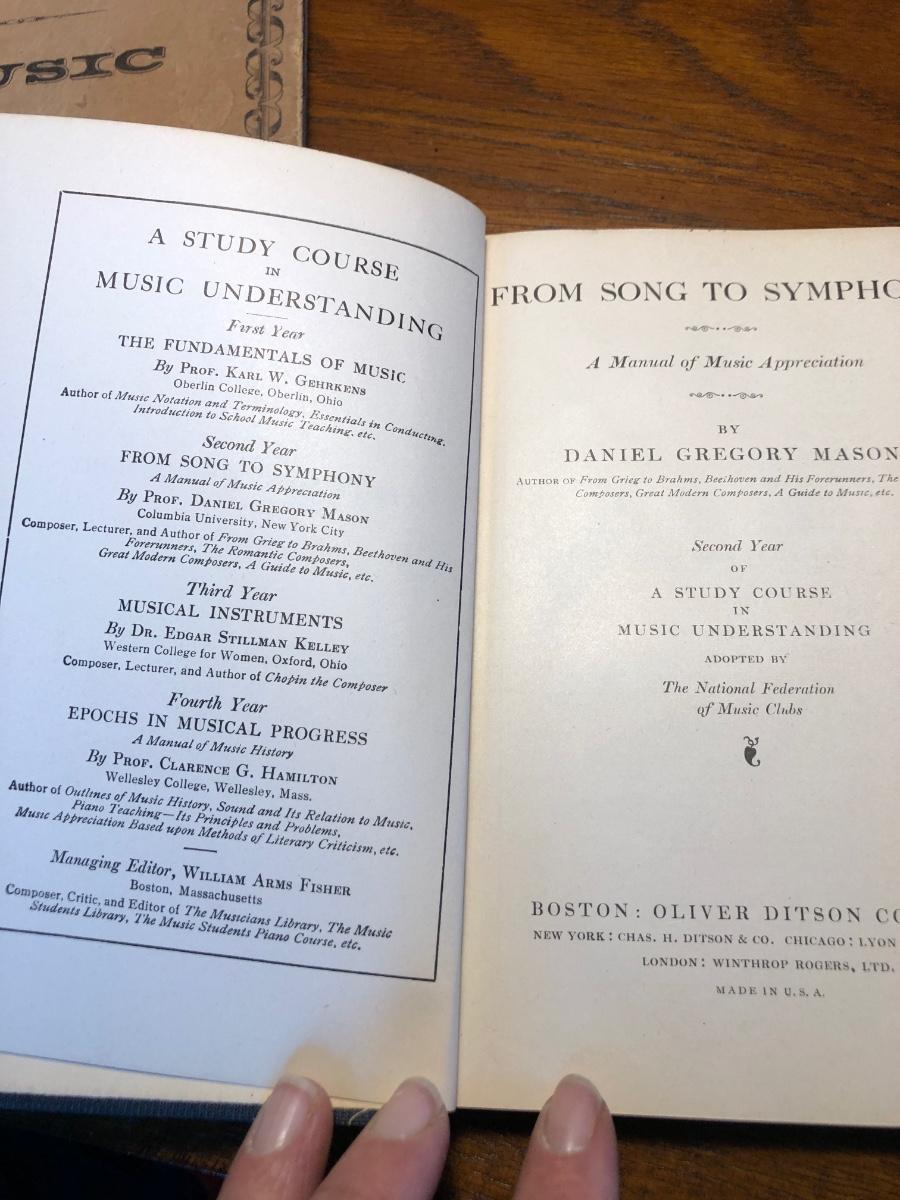 USIC
A STUDY COURSE
IN
MUSIC UNDERSTANDING
First Year
THE FUNDAMENTALS OF MUSIC
By PROF. KARL W. GEHRKENS
Oberlin College, Oberlin, Ohio
Author of Music Notation and Terminology, Essentials in Conducting,
Introduction to School Music Teaching, etc.
Second Year
FROM SONG TO SYMPHONY
A Manual of Music Appreciation
By PROF. DANIEL GREGORY MASON
Columbia University, New York City
Composer, Lecturer, and Author of From Grieg to Brahms, Beethoven and His
Forerunners, The Romantic Composers,
Great Modern Composers, A Guide to Music, etc.
Third Year
MUSICAL INSTRUMENTS
By DR. EDGAR STILLMAN KELLEY
Western College for Women, Oxford, Ohio
Composer, Lecturer, and Author of Chopin the Composer
Fourth Year
EPOCHS IN MUSICAL PROGRESS
A Manual of Music History
By PROF. CLARENCE G. HAMILTON
Wellesley College, Wellesley, Mass.
Author of Outlines of Music History, Sound and Its Relation to Music,
Piano Teaching—Its Principles and Problems,
Music Appreciation Based upon Methods of Literary Criticism, etc.
Managing Editor, WILLIAM ARMS FISHER
Boston, Massachusetts
Composer, Critic, and Editor of The Musicians Library, The Music
Students Library, The Music Students Piano Course, etc.
FROM SONG TO SYMPHO
A Manual of Music Appreciation
BY
DANIEL GREGORY MASON
AUTHOR OF From Grieg to Brahms, Beethoven and His Forerunners, The
Composers, Great Modern Composers, A Guide to Music, etc.
Second Year
OF
A STUDY COURSE
IN
MUSIC UNDERSTANDING
ADOPTED BY
The National Federation
of Music Clubs
BOSTON: OLIVER DITSON CO
NEW YORK: CHAS. H. DITSON & CO. CHICAGO: LYON
LONDON: WINTHROP ROGERS, LTD.
MADE IN U. S. A.